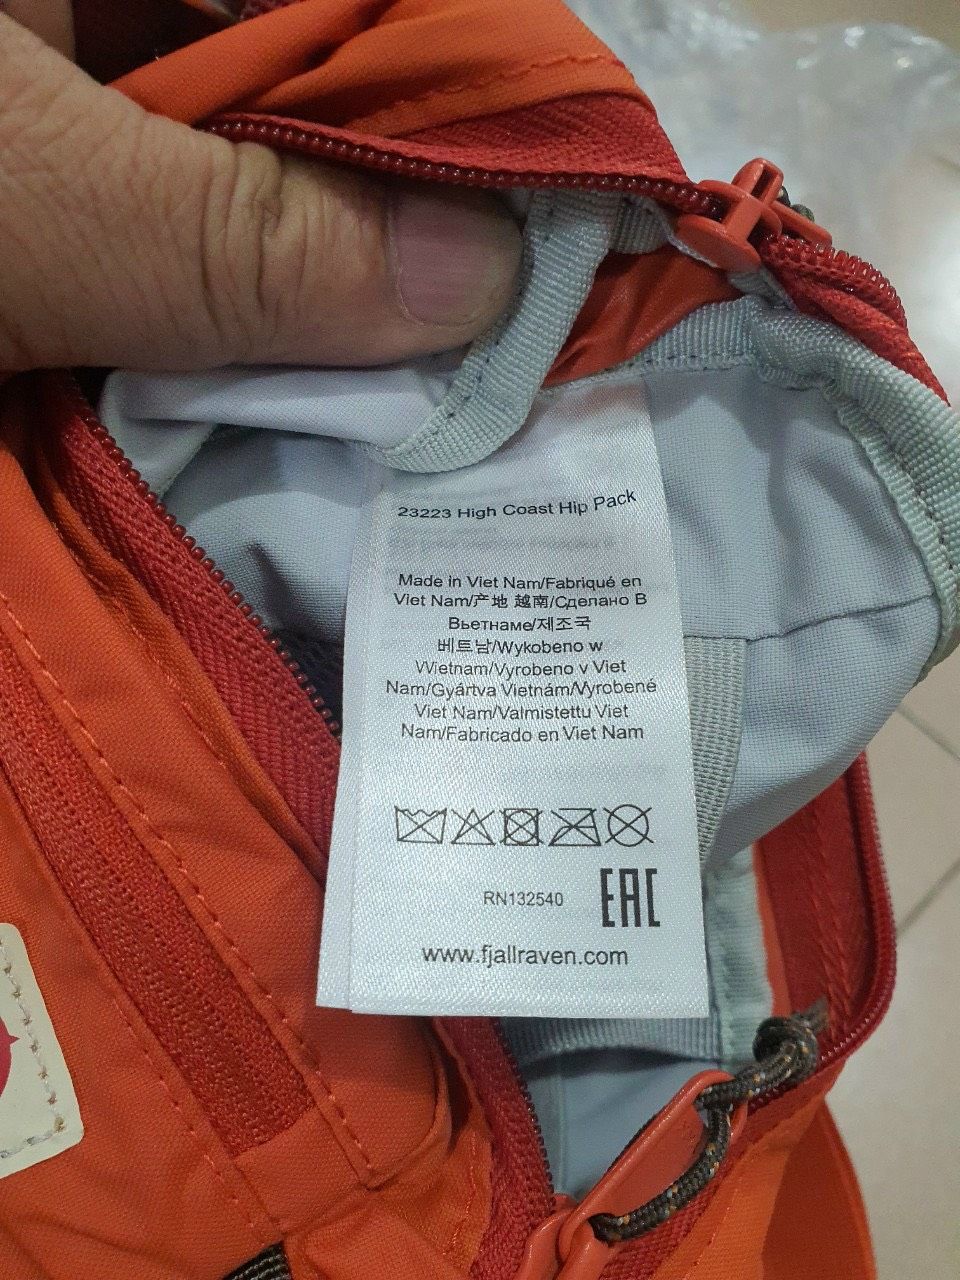 23223 High Coast Hip Pack
Made in Viet Nam/Fabriqué en
Viet Nam/产地 越南/Сделано В
Вьетнаме/제조국
베트남/Wykobeno w
Wietnam/Vyrobeno v Viet
Nam/Gyártva Vietnám/Vyrobené
Viet Nam/Valmistettu Viet
Nam/Fabricado en Viet Nam
RN132540
EAC
www.fjallraven.com